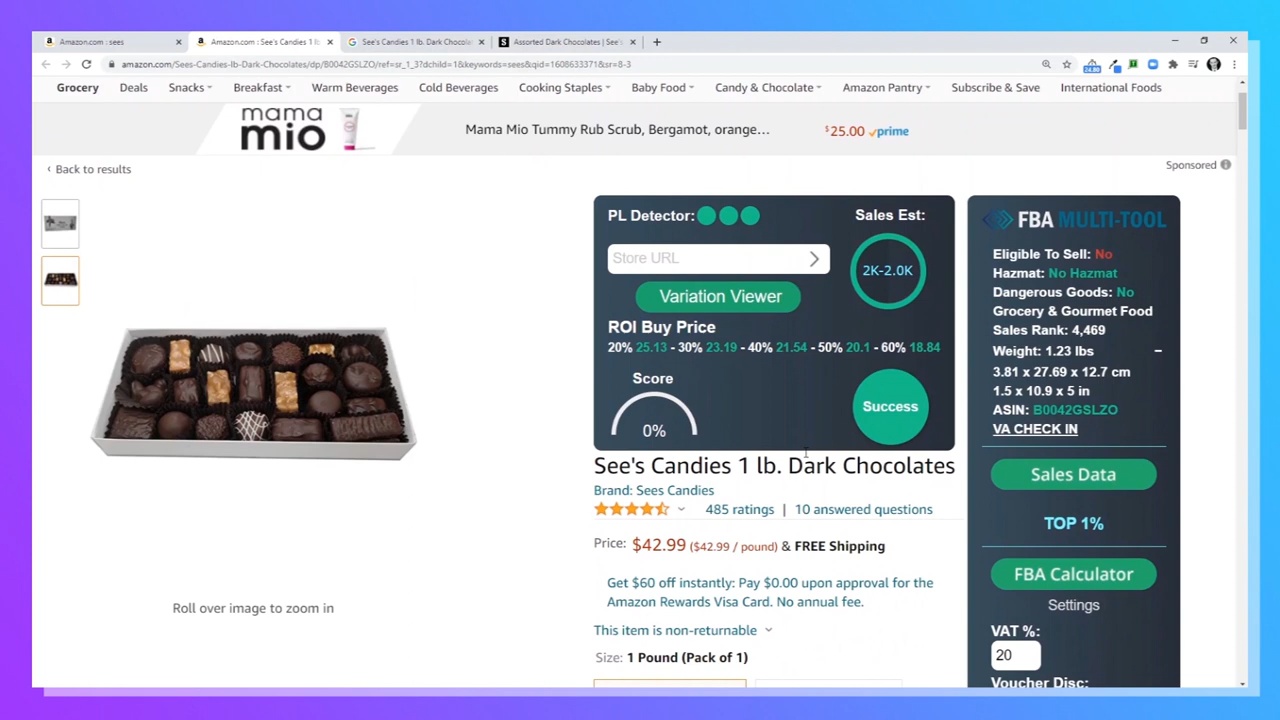 Amazon.com : sees
Amazon.com : See's Candies 1 lb.
See's Candies 1 lb. Dark Chocolat
Assorted Dark Chocolates | See's
amazon.com/Sees-Candies-lb-Dark-Chocolates/dp/B0042GSLZO/ref=sr_1_3?dchild=1&keywords=sees&qid=1608633371&sr=8-3
24.80
Grocery Deals Snacks Breakfast Warm Beverages Cold Beverages Cooking Staples Baby Food Candy & Chocolate Amazon Pantry Subscribe & Save International Foods
mama
mio
Mama Mio Tummy Rub Scrub, Bergamot, orange...
$25.00 prime
‹ Back to results
Sponsored
PL Detector:
Sales Est:
Store URL
2K-2.0K
Variation Viewer
ROI Buy Price
20% 25.13 - 30% 23.19 - 40% 21.54 - 50% 20.1 - 60% 18.84
Score
0%
Success
See's Candies 1 lb. Dark Chocolates
Brand: Sees Candies
485 ratings | 10 answered questions
Price: $42.99 ($42.99 / pound) & FREE Shipping
Get $60 off instantly: Pay $0.00 upon approval for the
Amazon Rewards Visa Card. No annual fee.
This item is non-returnable
Size: 1 Pound (Pack of 1)
Roll over image to zoom in
FBA MULTI-TOOL
Eligible To Sell: No
Hazmat: No Hazmat
Dangerous Goods: No
Grocery & Gourmet Food
Sales Rank: 4,469
Weight: 1.23 lbs
3.81 x 27.69 x 12.7 cm
1.5 x 10.9 x 5 in
ASIN: B0042GSLZO
VA CHECK IN
Sales Data
TOP 1%
FBA Calculator
Settings
VAT %:
20
Voucher Disc: